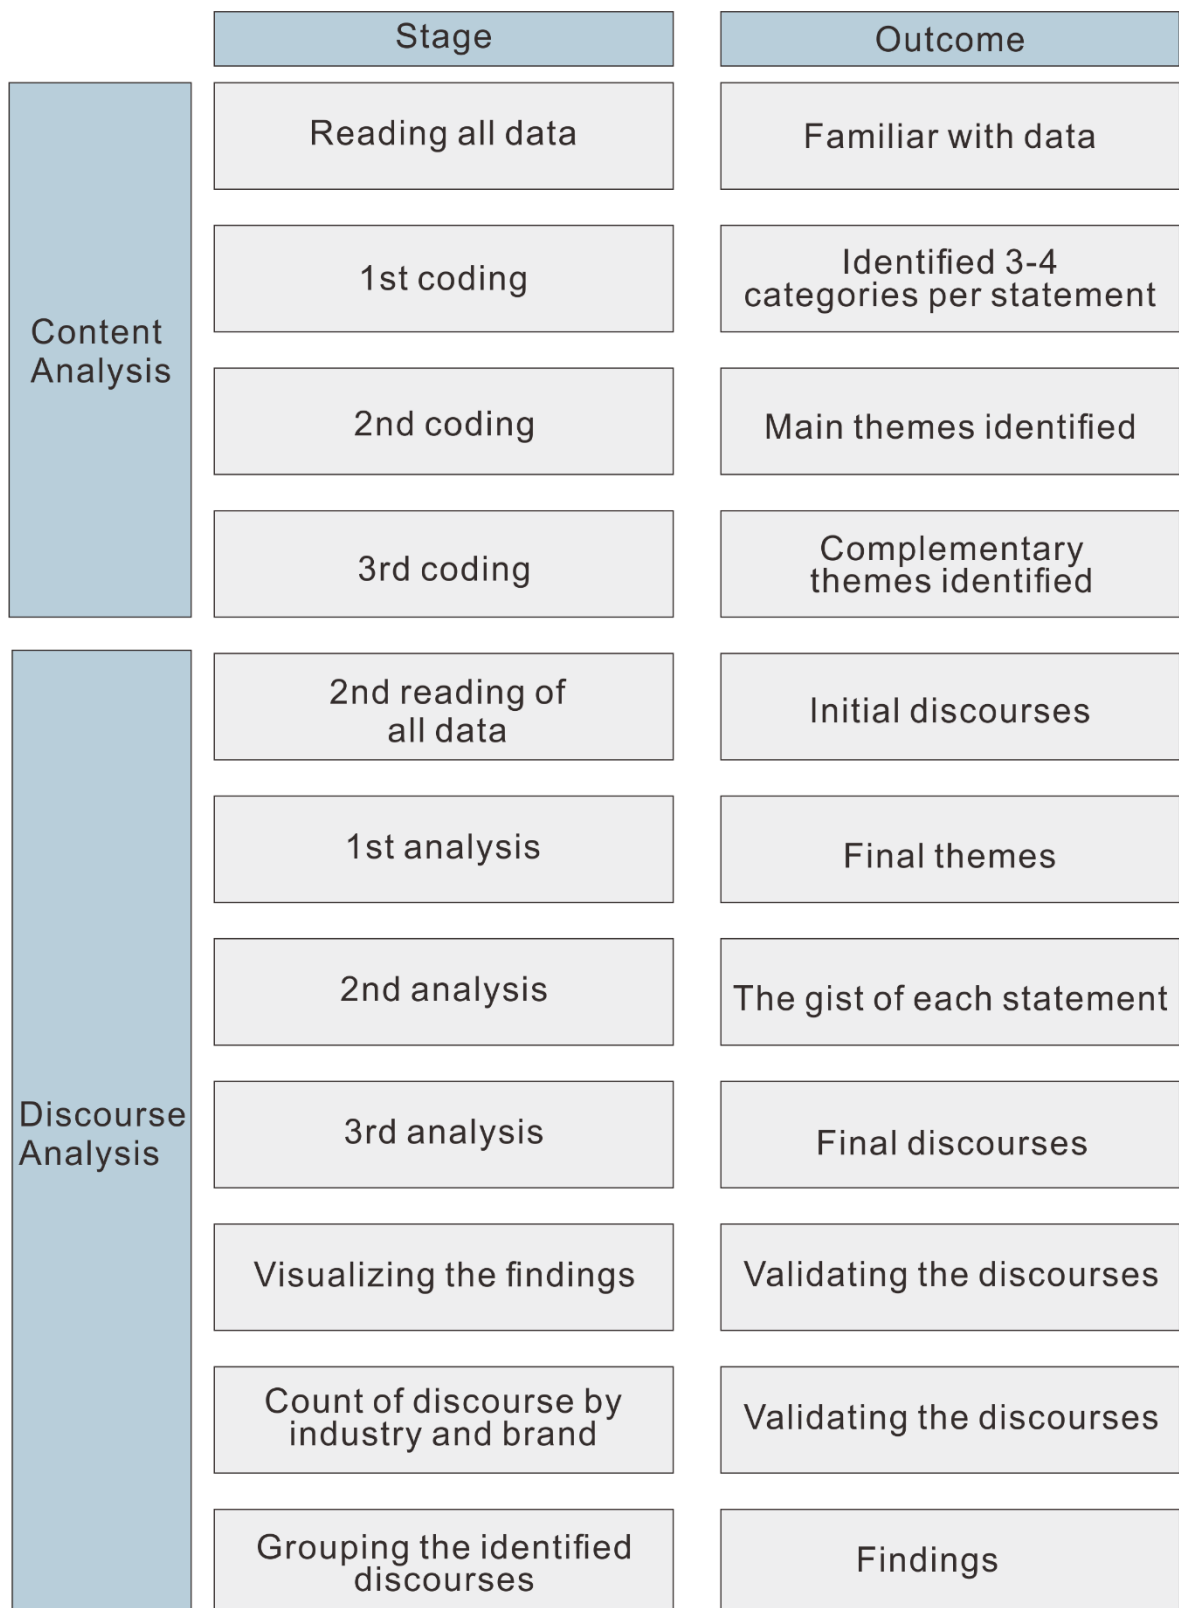 Stage
Outcome
Content
Analysis
Reading all data
Familiar with data
1st coding
Identified 3-4
categories per statement
2nd coding
Main themes identified
3rd coding
Complementary
themes identified
Discourse
Analysis
2nd reading of
all data
Initial discourses
1st analysis
Final themes
2nd analysis
The gist of each statement
3rd analysis
Final discourses
Visualizing the findings
Validating the discourses
Count of discourse by
industry and brand
Validating the discourses
Grouping the identified
discourses
Findings